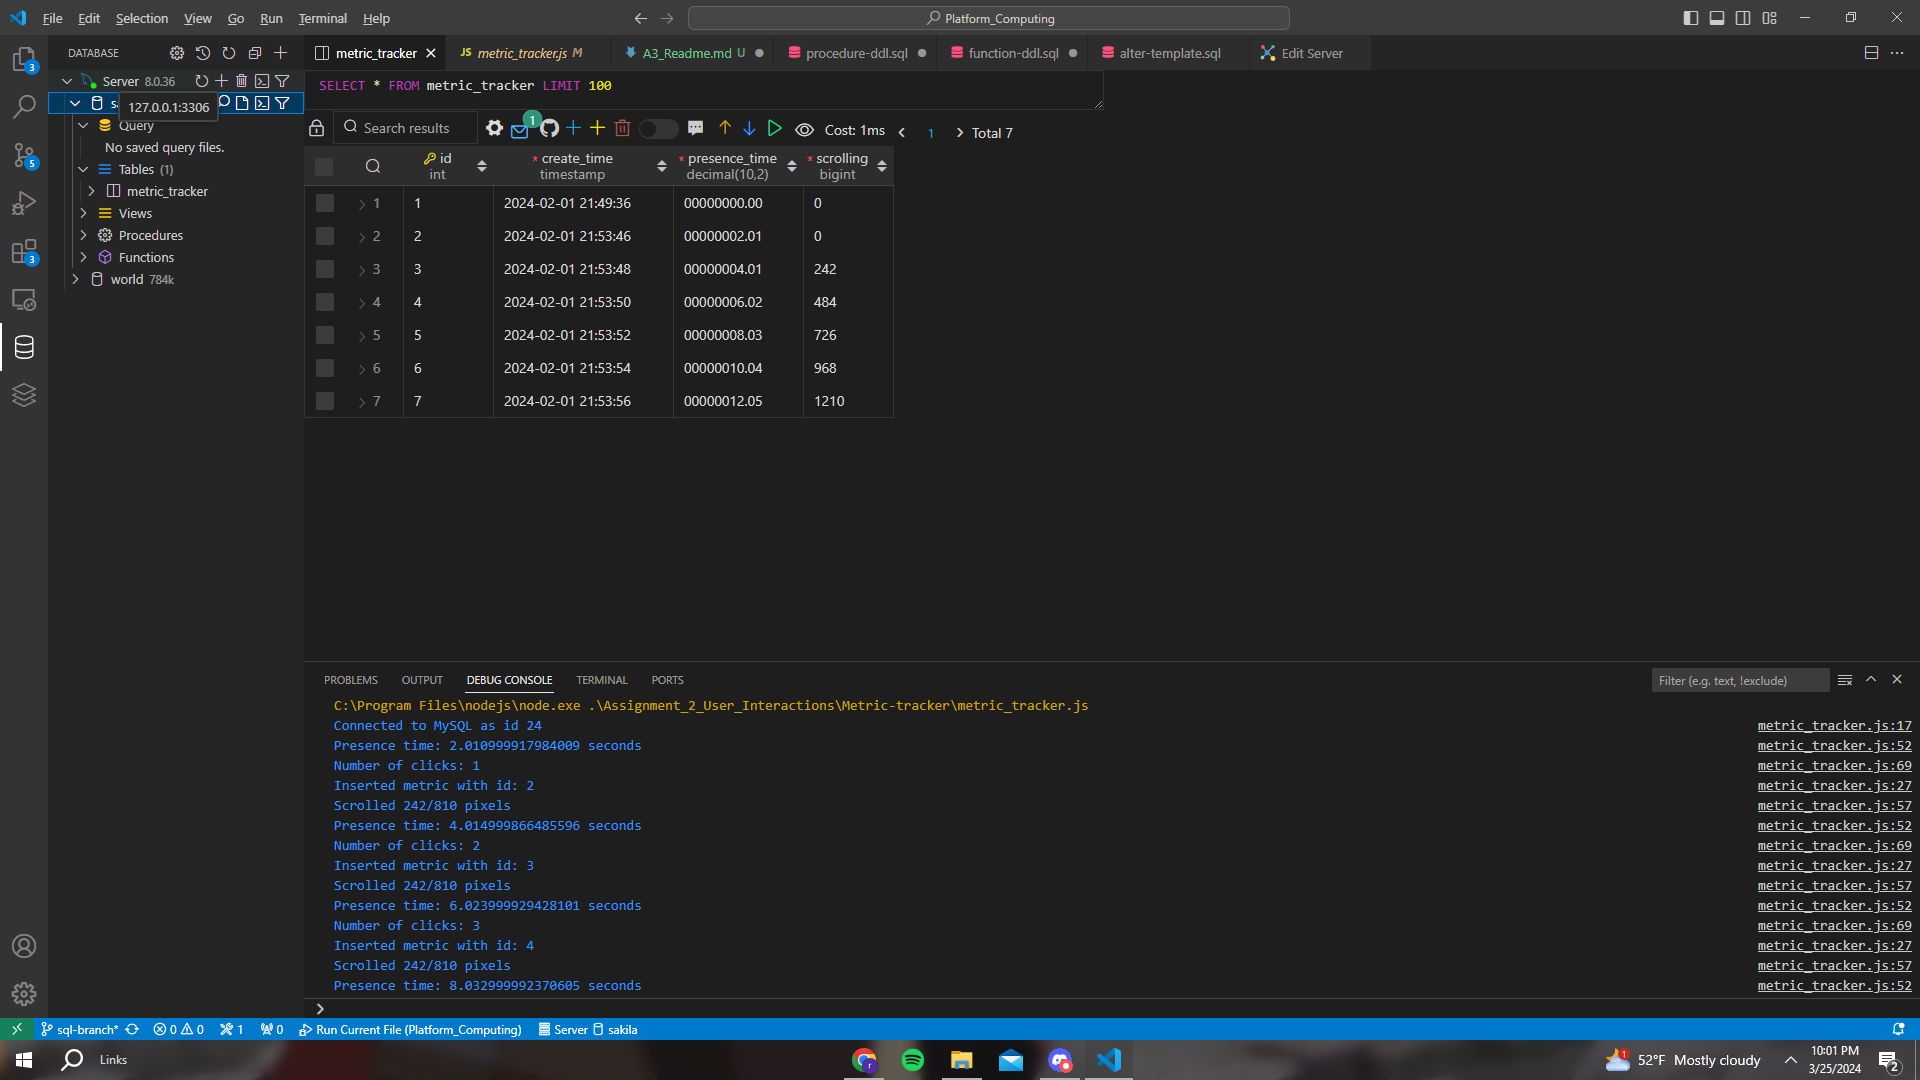 File Edit Selection View Go Run Terminal Help
Platform_Computing
DATABASE
metric_tracker
JS metric_tracker.js M
A3_Readme.md U
procedure-ddl.sql
function-ddl.sql
alter-template.sql
Edit Server
Server 8.0.36
127.0.0.1:3306
Query
No saved query files.
Tables (1)
metric_tracker
Views
Procedures
Functions
world 784k
3
5
3
SELECT * FROM metric_tracker LIMIT 100
Search results
1
Cost: 1ms
1
Total 7
id int
* create_time timestamp
* presence_time decimal(10,2)
* scrolling bigint
1 1 2024-02-01 21:49:36 00000000.00 0
2 2 2024-02-01 21:53:46 00000002.01 0
3 3 2024-02-01 21:53:48 00000004.01 242
4 4 2024-02-01 21:53:50 00000006.02 484
5 5 2024-02-01 21:53:52 00000008.03 726
6 6 2024-02-01 21:53:54 00000010.04 968
7 7 2024-02-01 21:53:56 00000012.05 1210
PROBLEMS OUTPUT DEBUG CONSOLE TERMINAL PORTS
Filter (e.g. text, !exclude)
C:\Program Files\nodejs\node.exe .\Assignment_2_User_Interactions\Metric-tracker\metric_tracker.js
Connected to MySQL as id 24 metric_tracker.js:17
Presence time: 2.010999917984009 seconds metric_tracker.js:52
Number of clicks: 1 metric_tracker.js:69
Inserted metric with id: 2 metric_tracker.js:27
Scrolled 242/810 pixels metric_tracker.js:57
Presence time: 4.014999866485596 seconds metric_tracker.js:52
Number of clicks: 2 metric_tracker.js:69
Inserted metric with id: 3 metric_tracker.js:27
Scrolled 242/810 pixels metric_tracker.js:57
Presence time: 6.023999929428101 seconds metric_tracker.js:52
Number of clicks: 3 metric_tracker.js:69
Inserted metric with id: 4 metric_tracker.js:27
Scrolled 242/810 pixels metric_tracker.js:57
Presence time: 8.032999992370605 seconds metric_tracker.js:52
sql-branch* 0 0 1 0 Run Current File (Platform_Computing) Server sakila
Links
1
52°F Mostly cloudy
10:01 PM
3/25/2024
2